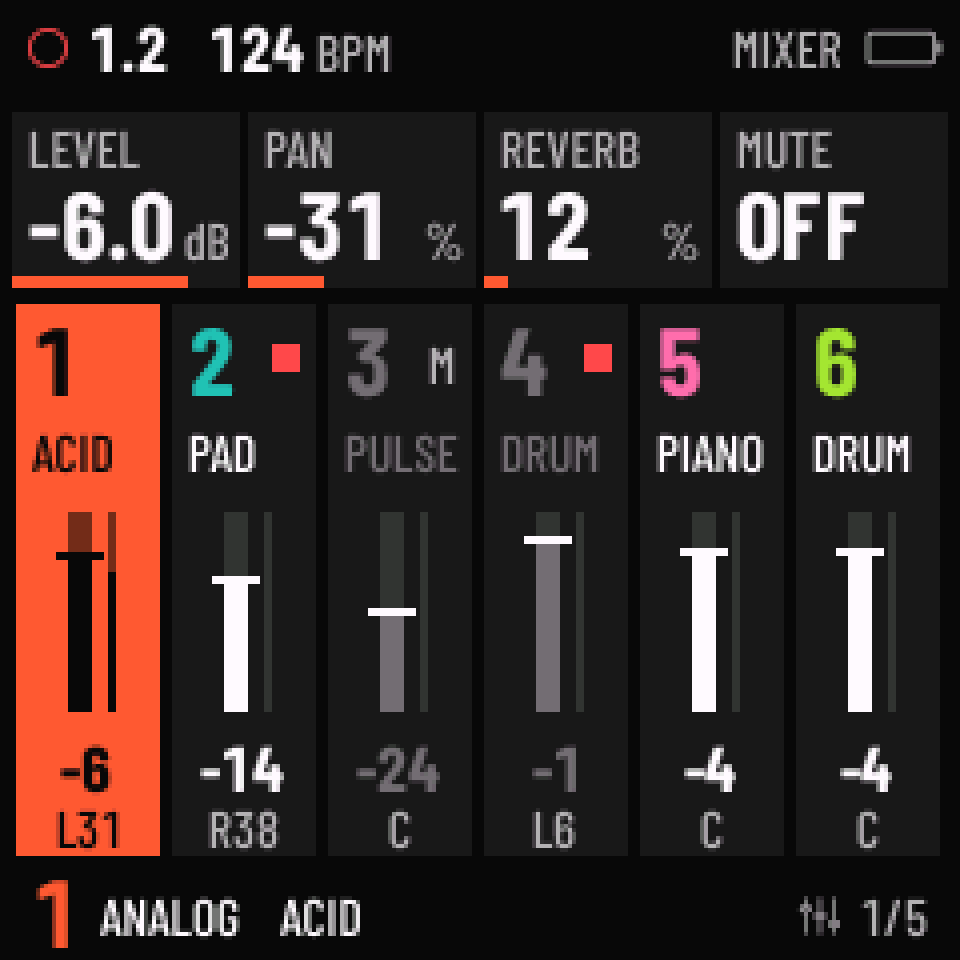 1.2 124 BPM MIXER
LEVEL PAN REVERB MUTE
-6.0 dB -31 % 12 % OFF
1 2 3 M 4 5 6
ACID PAD PULSE DRUM PIANO DRUM
-6 -14 -24 -1 -4 -4
L31 R38 C L6 C C
1 ANALOG ACID 1/5